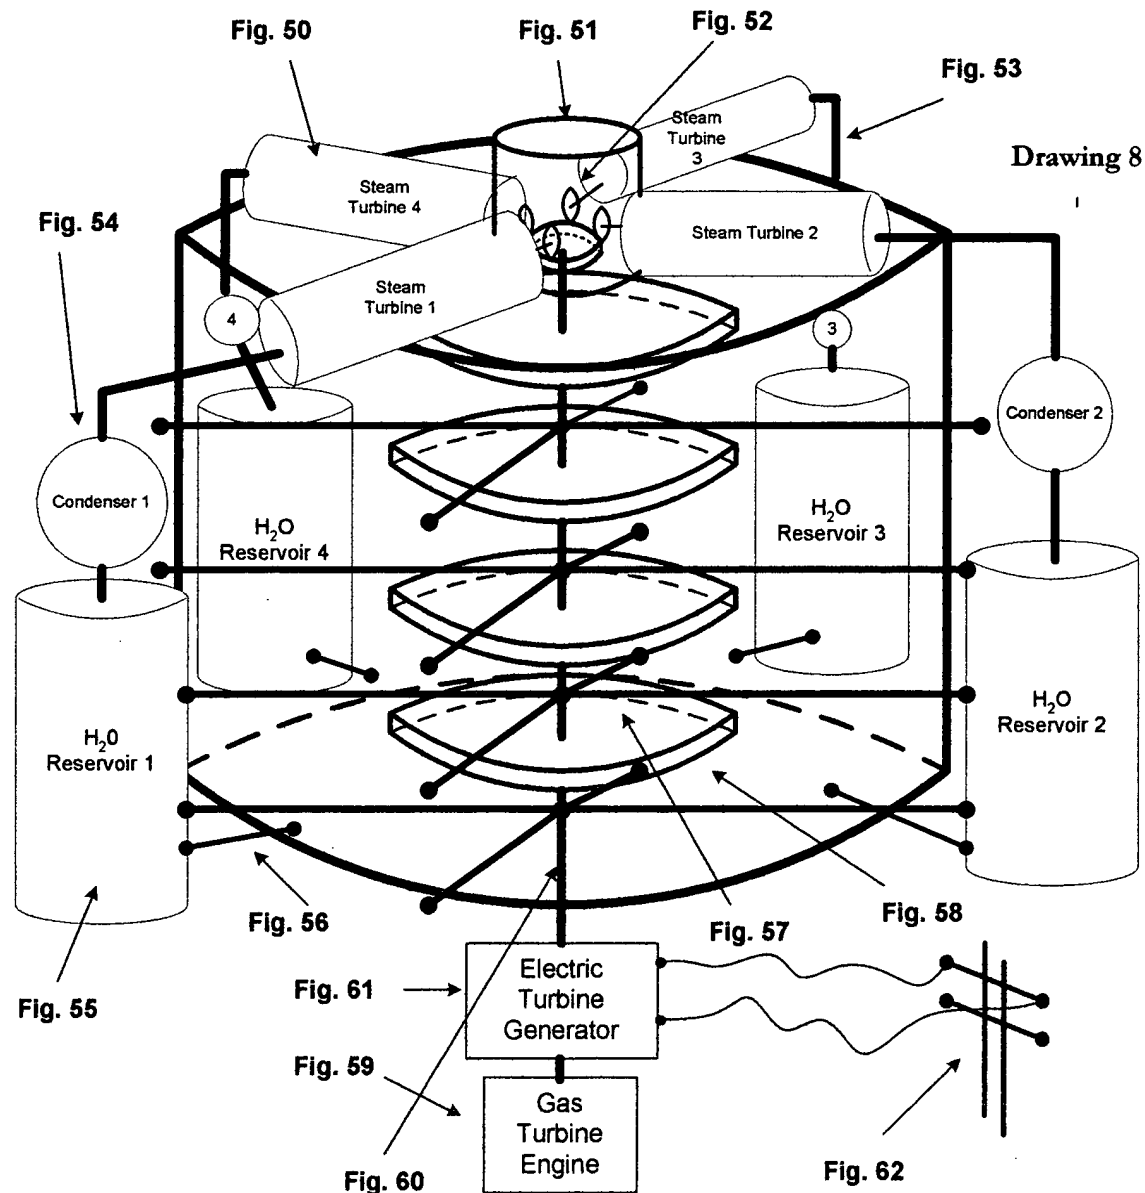 Fig. 50
Fig. 51
Fig. 52
Fig. 53
Drawing 8
Steam
Turbine
3
Steam
Turbine 4
Steam Turbine 2
Fig. 54
Steam
Turbine 1
4
3
Condenser 2
Condenser 1
H₂O
Reservoir 4
H₂O
Reservoir 3
H₂0
Reservoir 1
H₂O
Reservoir 2
Fig. 56
Fig. 57
Fig. 58
Fig. 55
Fig. 61
Electric
Turbine
Generator
Fig. 59
Gas
Turbine
Engine
Fig. 60
Fig. 62